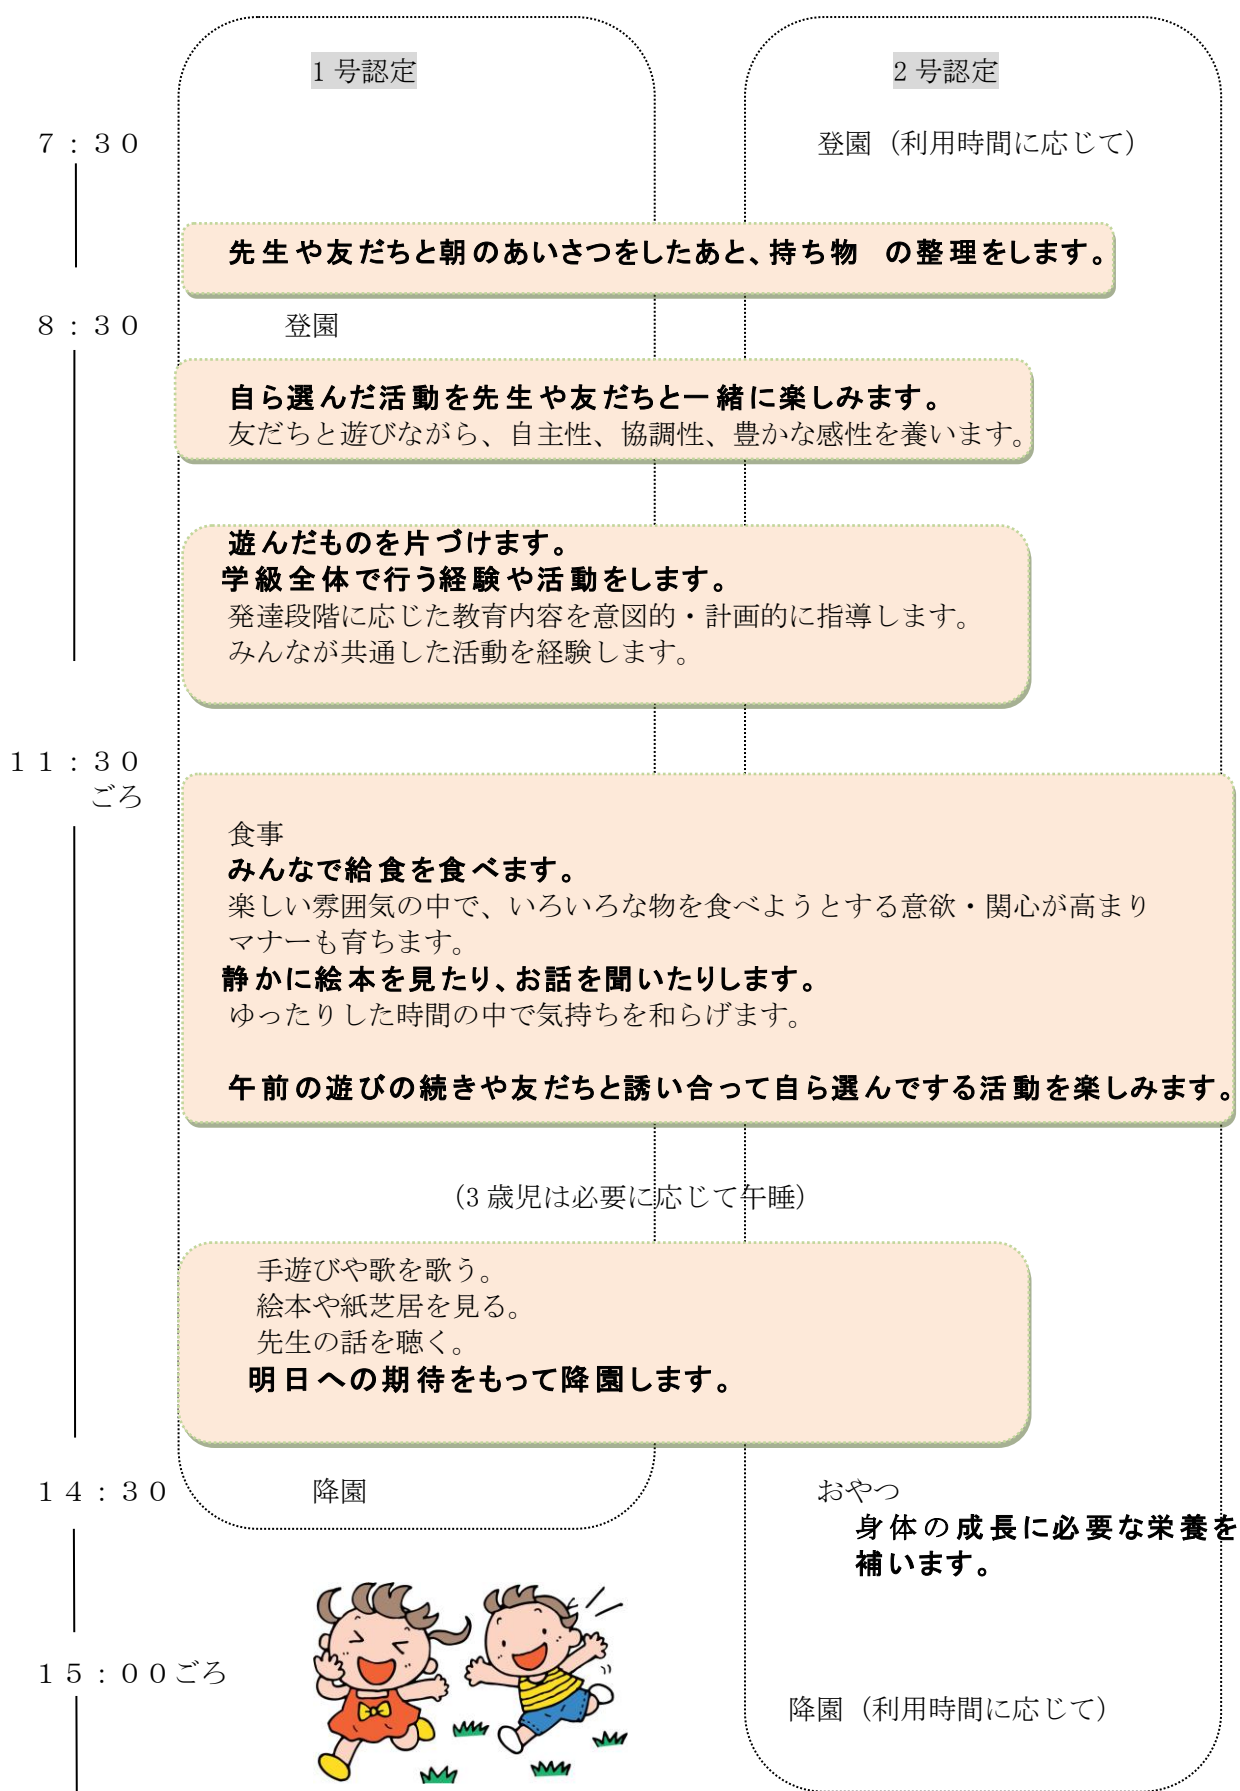 1号認定
2号認定
７：３０
登園（利用時間に応じて）
先生や友だちと朝のあいさつをしたあと、持ち物　の整理をします。
８：３０
登園
自ら選んだ活動を先生や友だちと一緒に楽しみます。
友だちと遊びながら、自主性、協調性、豊かな感性を養います。
遊んだものを片づけます。
学級全体で行う経験や活動をします。
発達段階に応じた教育内容を意図的・計画的に指導します。
みんなが共通した活動を経験します。
１１：３０
ごろ
食事
みんなで給食を食べます。
楽しい雰囲気の中で、いろいろな物を食べようとする意欲・関心が高まり
マナーも育ちます。
静かに絵本を見たり、お話を聞いたりします。
ゆったりした時間の中で気持ちを和らげます。
午前の遊びの続きや友だちと誘い合って自ら選んでする活動を楽しみます。
（3歳児は必要に応じて午睡）
手遊びや歌を歌う。
絵本や紙芝居を見る。
先生の話を聴く。
明日への期待をもって降園します。
１４：３０
降園
おやつ
身体の成長に必要な栄養を
補います。
１５：００ごろ
降園（利用時間に応じて）